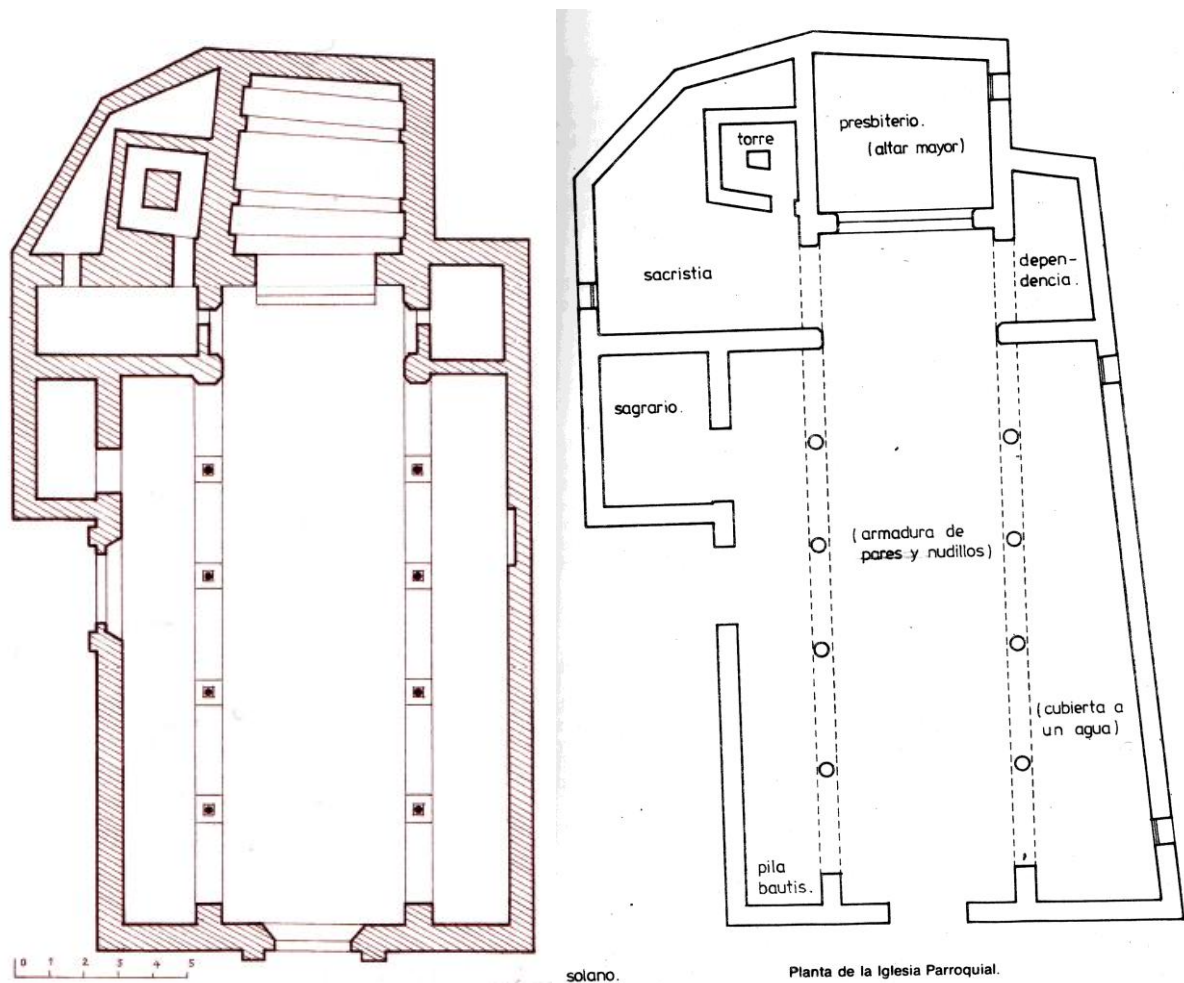 torre
presbiterio.
(altar mayor)
sacristia
depen-
dencia.
sagrario.
(armadura de
pares y nudillos)
(cubierta a
un agua)
pila
bautis.
0 1 2 3 4 5
solano.
Planta de la Iglesia Parroquial.